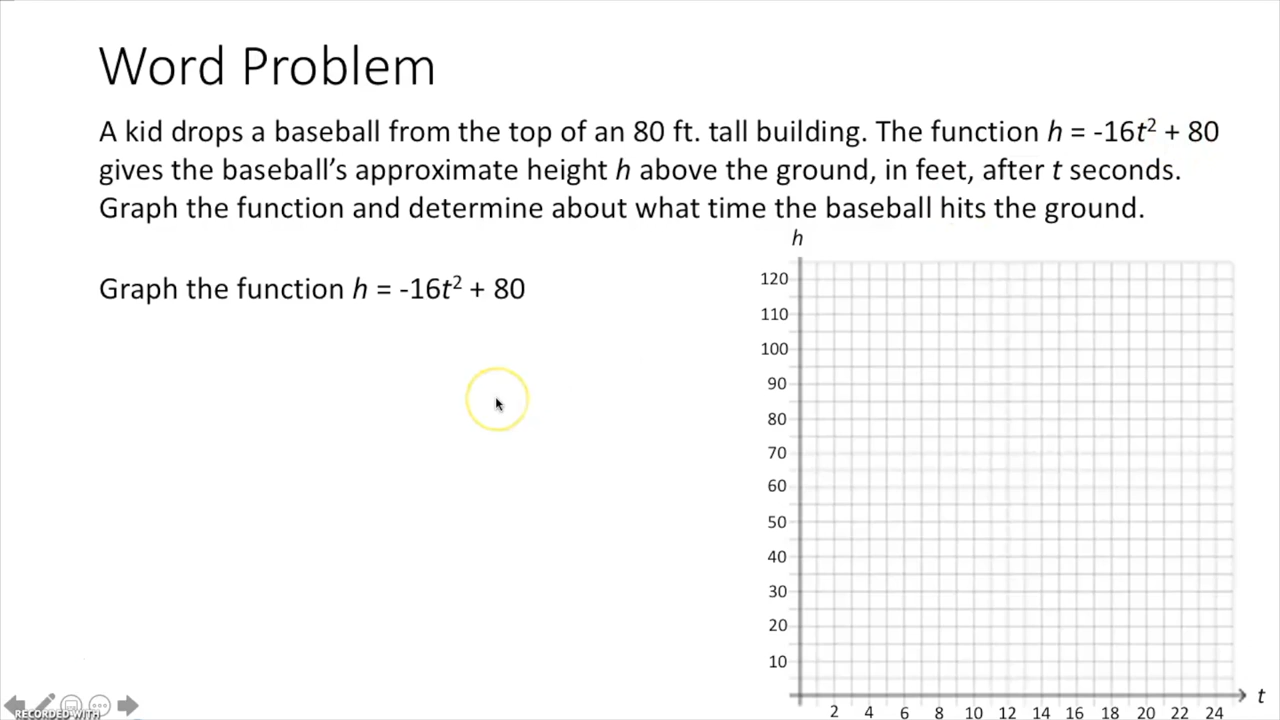 Word Problem
A kid drops a baseball from the top of an 80 ft. tall building. The function h = -16t² + 80
gives the baseball’s approximate height h above the ground, in feet, after t seconds.
Graph the function and determine about what time the baseball hits the ground.
h
Graph the function h = -16t² + 80
120
110
100
90
80
70
60
50
40
30
20
10
t
2 4 6 8 10 12 14 16 18 20 22 24
RECORDED WITH